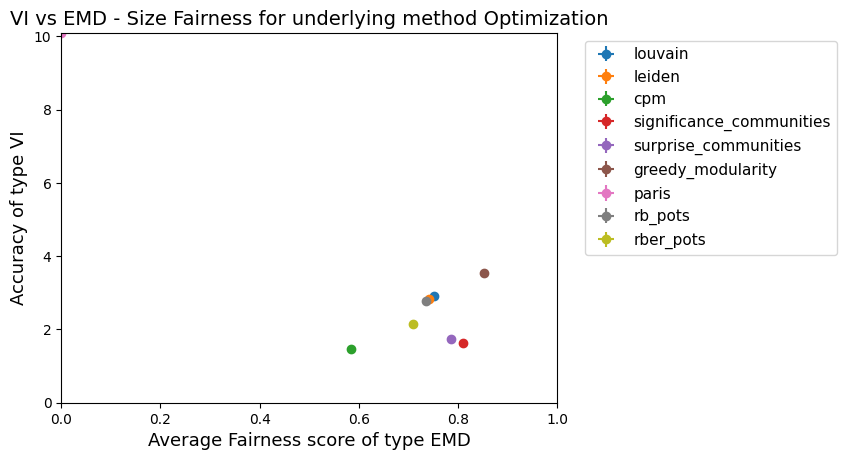 VI vs EMD - Size Fairness for underlying method Optimization
10
8
6
4
2
0
Accuracy of type VI
0.0 0.2 0.4 0.6 0.8 1.0
Average Fairness score of type EMD
louvain
leiden
cpm
significance_communities
surprise_communities
greedy_modularity
paris
rb_pots
rber_pots